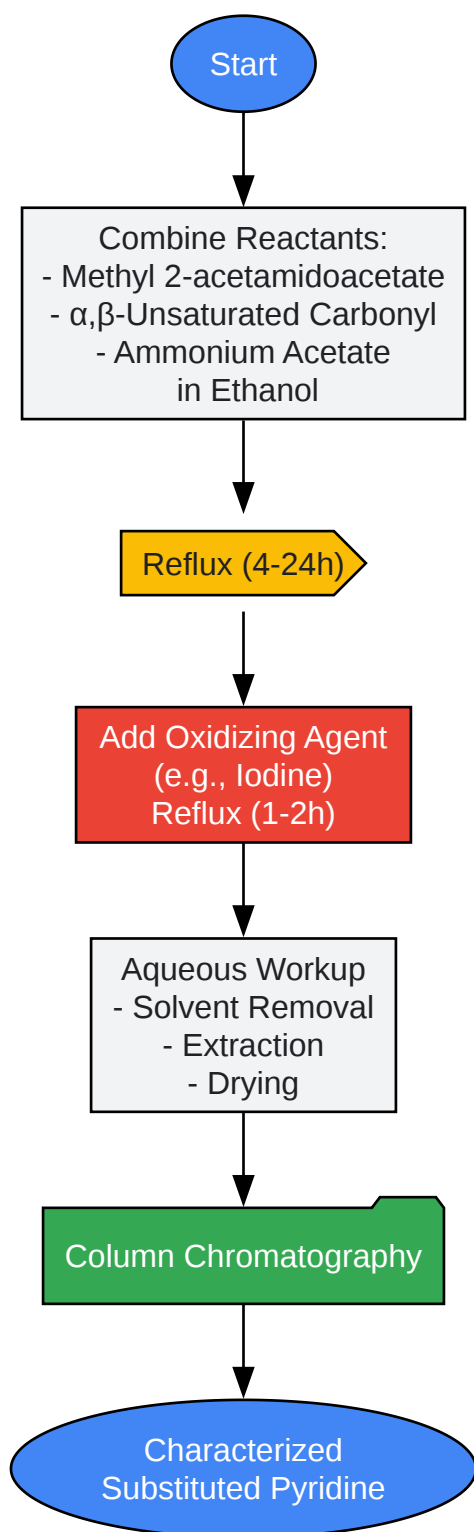 Start
Combine Reactants:
- Methyl 2-acetamidoacetate
- α,β-Unsaturated Carbonyl
- Ammonium Acetate
in Ethanol
Reflux (4-24h)
Add Oxidizing Agent
(e.g., Iodine)
Reflux (1-2h)
Aqueous Workup
- Solvent Removal
- Extraction
- Drying
Column Chromatography
Characterized
Substituted Pyridine